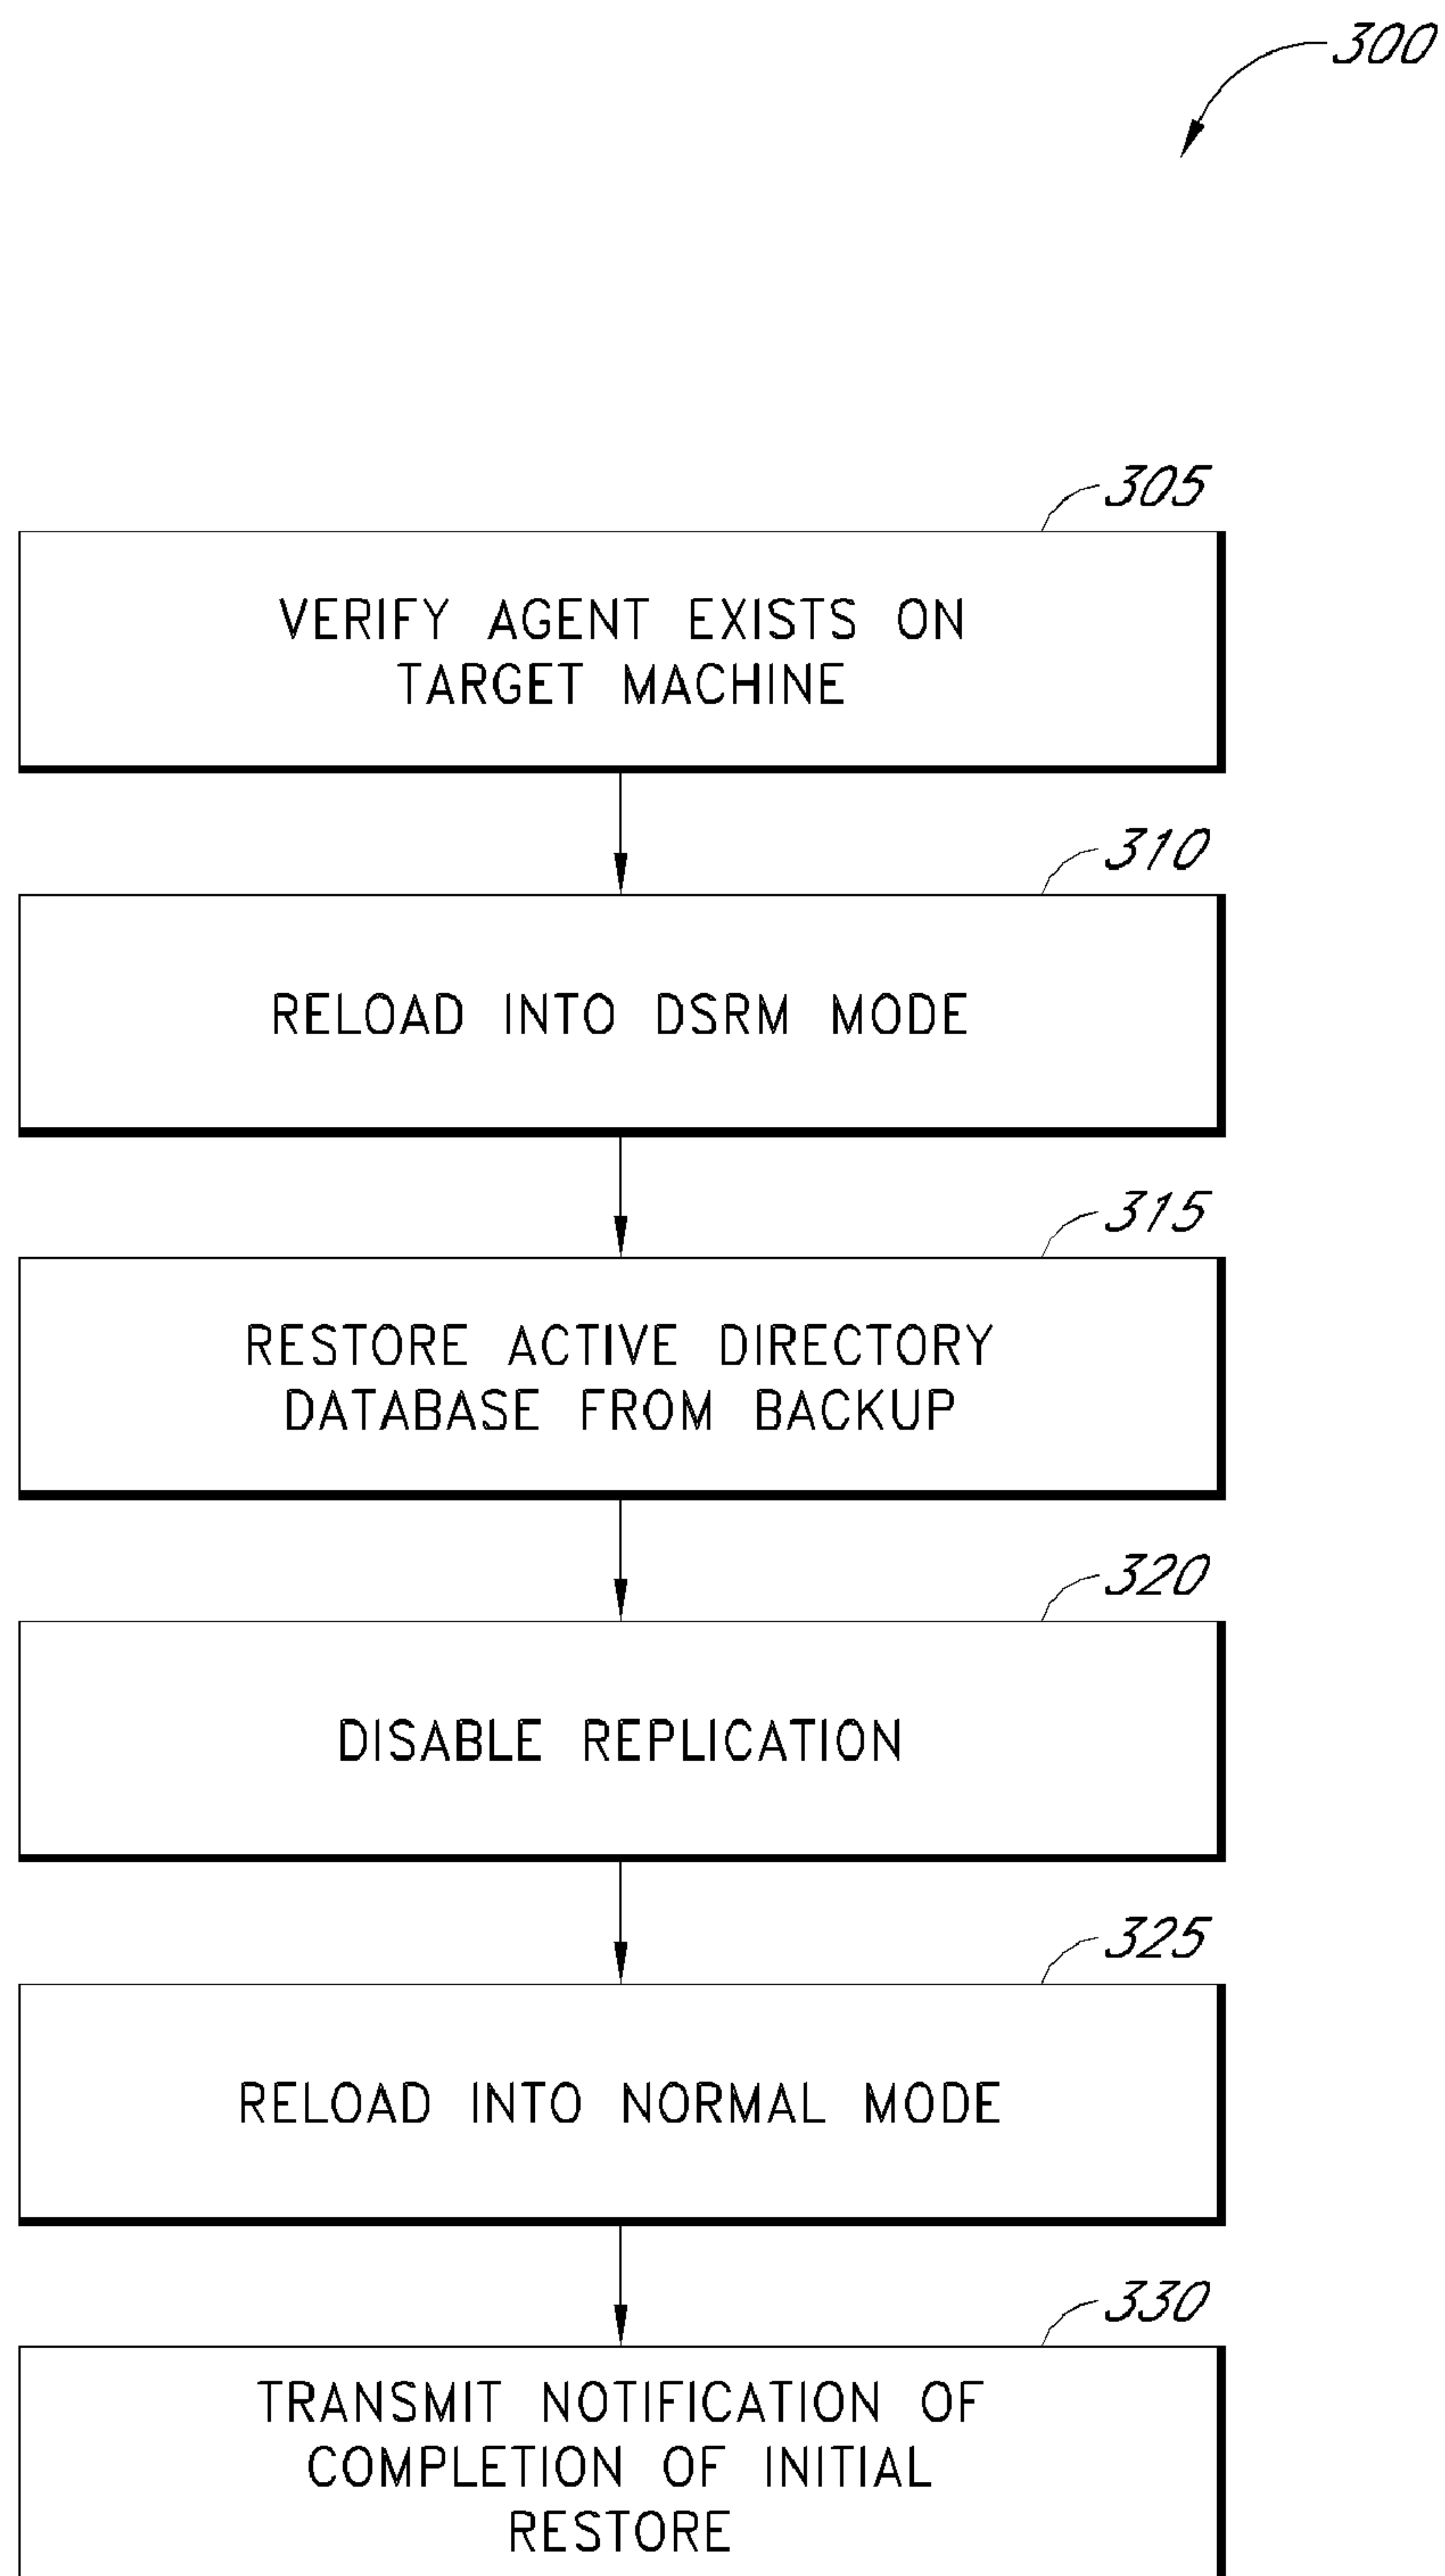 300
305
VERIFY AGENT EXISTS ON
TARGET MACHINE
310
RELOAD INTO DSRM MODE
315
RESTORE ACTIVE DIRECTORY
DATABASE FROM BACKUP
320
DISABLE REPLICATION
325
RELOAD INTO NORMAL MODE
330
TRANSMIT NOTIFICATION OF
COMPLETION OF INITIAL
RESTORE